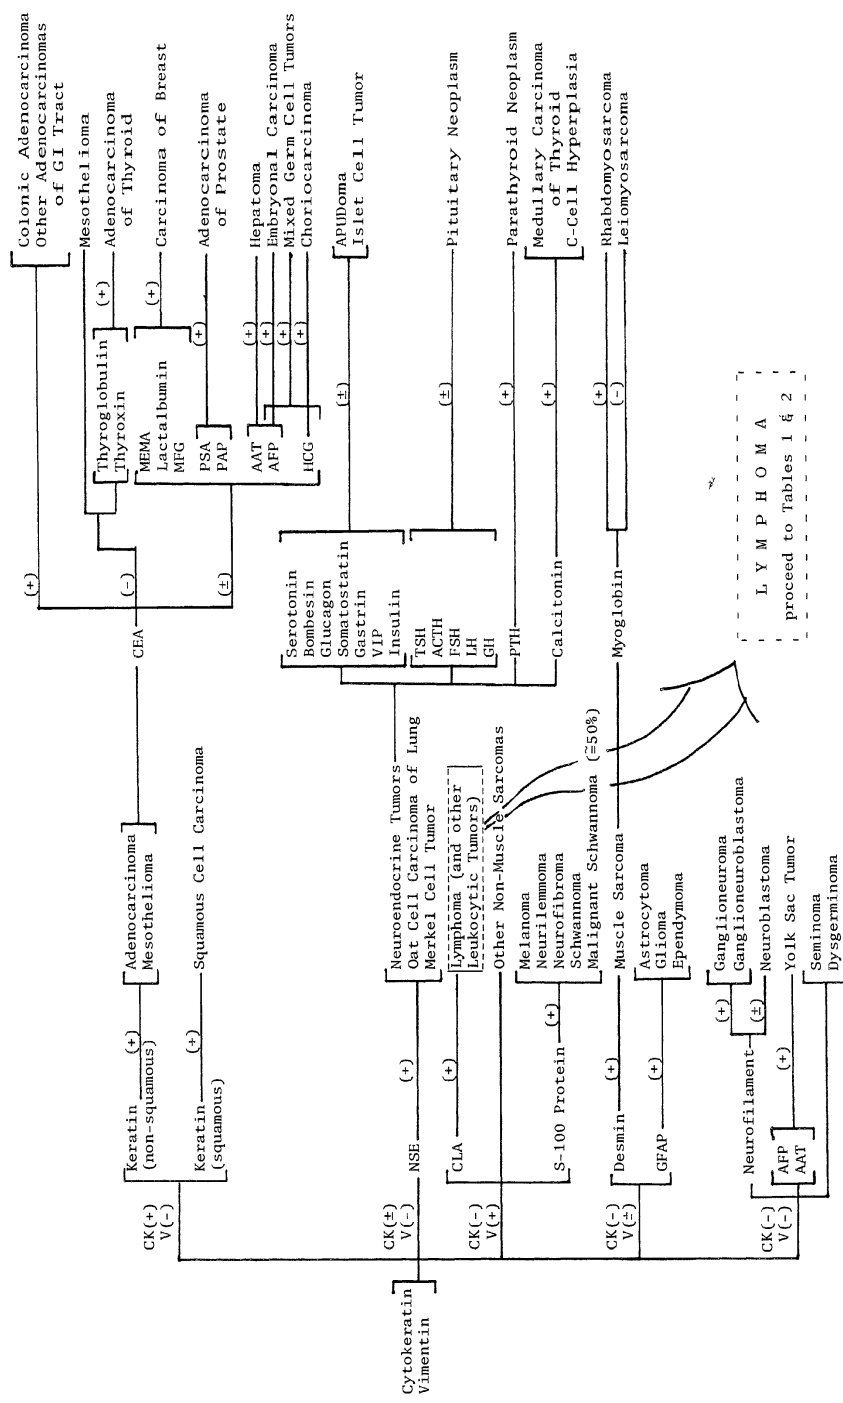 Cytokeratin
Vimentin
CK(+)
V(-)
Keratin
(non-squamous)
(+)
Adenocarcinoma
Mesothelioma
CEA
(+)
Colonic Adenocarcinoma
Other Adenocarcinomas
of GI Tract
(-)
Mesothelioma
Thyroglobulin
Thyroxin
(+)
Adenocarcinoma
of Thyroid
(±)
MEMA
Lactalbumin
MFG
(+)
Carcinoma of Breast
PSA
PAP
(+)
Adenocarcinoma
of Prostate
AAT
AFP
HCG
(+)
(+)
(+)
(+)
Hepatoma
Embryonal Carcinoma
Mixed Germ Cell Tumors
Choriocarcinoma
Keratin
(squamous)
(+)
Squamous Cell Carcinoma
CK(±)
V(-)
NSE
(+)
Neuroendocrine Tumors
Oat Cell Carcinoma of Lung
Merkel Cell Tumor
Serotonin
Bombesin
Glucagon
Somatostatin
Gastrin
VIP
Insulin
(±)
APUDoma
Islet Cell Tumor
TSH
ACTH
FSH
LH
GH
(±)
Pituitary Neoplasm
PTH
(+)
Parathyroid Neoplasm
Calcitonin
(+)
Medullary Carcinoma
of Thyroid
C-Cell Hyperplasia
CK(-)
V(+)
CLA
(+)
Lymphoma (and other
Leukocytic Tumors)
Other Non-Muscle Sarcomas
S-100 Protein
(+)
Melanoma
Neurilemmoma
Neurofibroma
Schwannoma
Malignant Schwannoma (≅50%)
CK(-)
V(±)
Desmin
(+)
Muscle Sarcoma
Myoglobin
(+)
(-)
Rhabdomyosarcoma
Leiomyosarcoma
GFAP
(+)
Astrocytoma
Glioma
Ependymoma
CK(-)
V(-)
Neurofilament
(+)
(±)
Ganglioneuroma
Ganglioneuroblastoma
Neuroblastoma
AFP
AAT
(+)
Yolk Sac Tumor
Seminoma
Dysgerminoma
LYMPHOMA
proceed to Tables 1 & 2